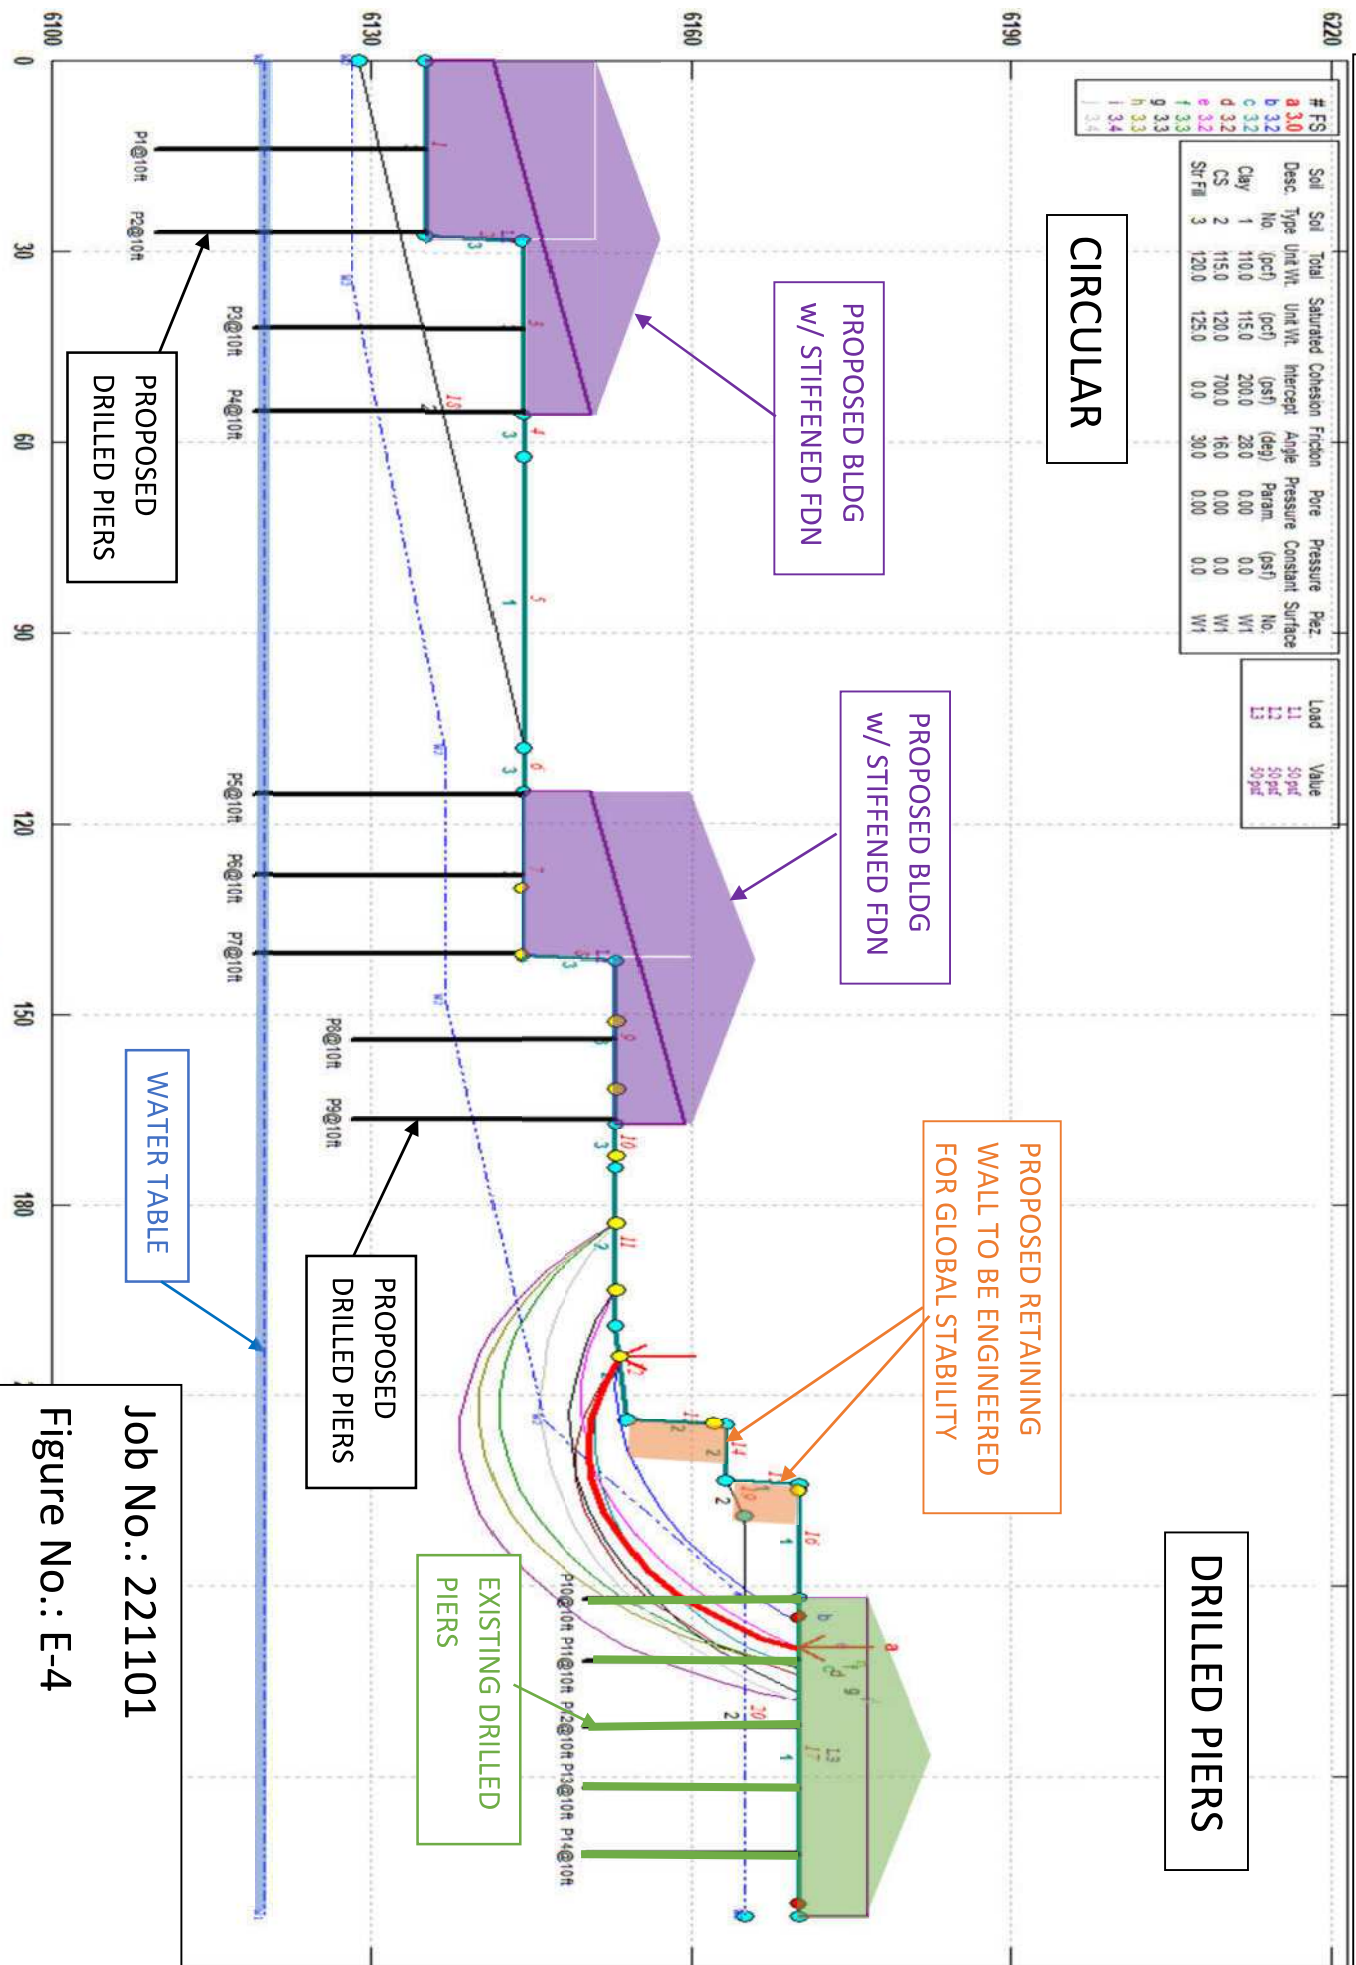 CIRCULAR
DRILLED PIERS
# FS
a 3.0
b 3.2
c 3.2
d 3.2
e 3.2
f 3.3
g 3.3
h 3.3
i 3.4
j 3.4
Soil Soil Total Saturated Cohesion Friction Pore Pressure Piez.
Desc. Type Unit Wt. Unit Wt. Intercept Angle Pressure Constant Surface
No. (pcf) (pcf) (psf) (deg) Param. (psf) No.
Clay 1 110.0 115.0 200.0 28.0 0.00 0.0 W1
CS 2 115.0 120.0 700.0 16.0 0.00 0.0 W1
Str Fill 3 120.0 125.0 0.0 30.0 0.00 0.0 W1
Load Value
L1 50 psf
L2 50 psf
L3 50 psf
PROPOSED BLDG
w/ STIFFENED FDN
PROPOSED BLDG
w/ STIFFENED FDN
PROPOSED RETAINING
WALL TO BE ENGINEERED
FOR GLOBAL STABILITY
PROPOSED
DRILLED PIERS
PROPOSED
DRILLED PIERS
EXISTING DRILLED
PIERS
WATER TABLE
P1@10ft
P2@10ft
P3@10ft
P4@10ft
P5@10ft
P6@10ft
P7@10ft
P8@10ft
P9@10ft
P10@10ft
P11@10ft
P12@10ft
P13@10ft
P14@10ft
6220
6190
6160
6130
6100
0
30
60
90
120
150
180
Job No.: 221101
Figure No.: E-4